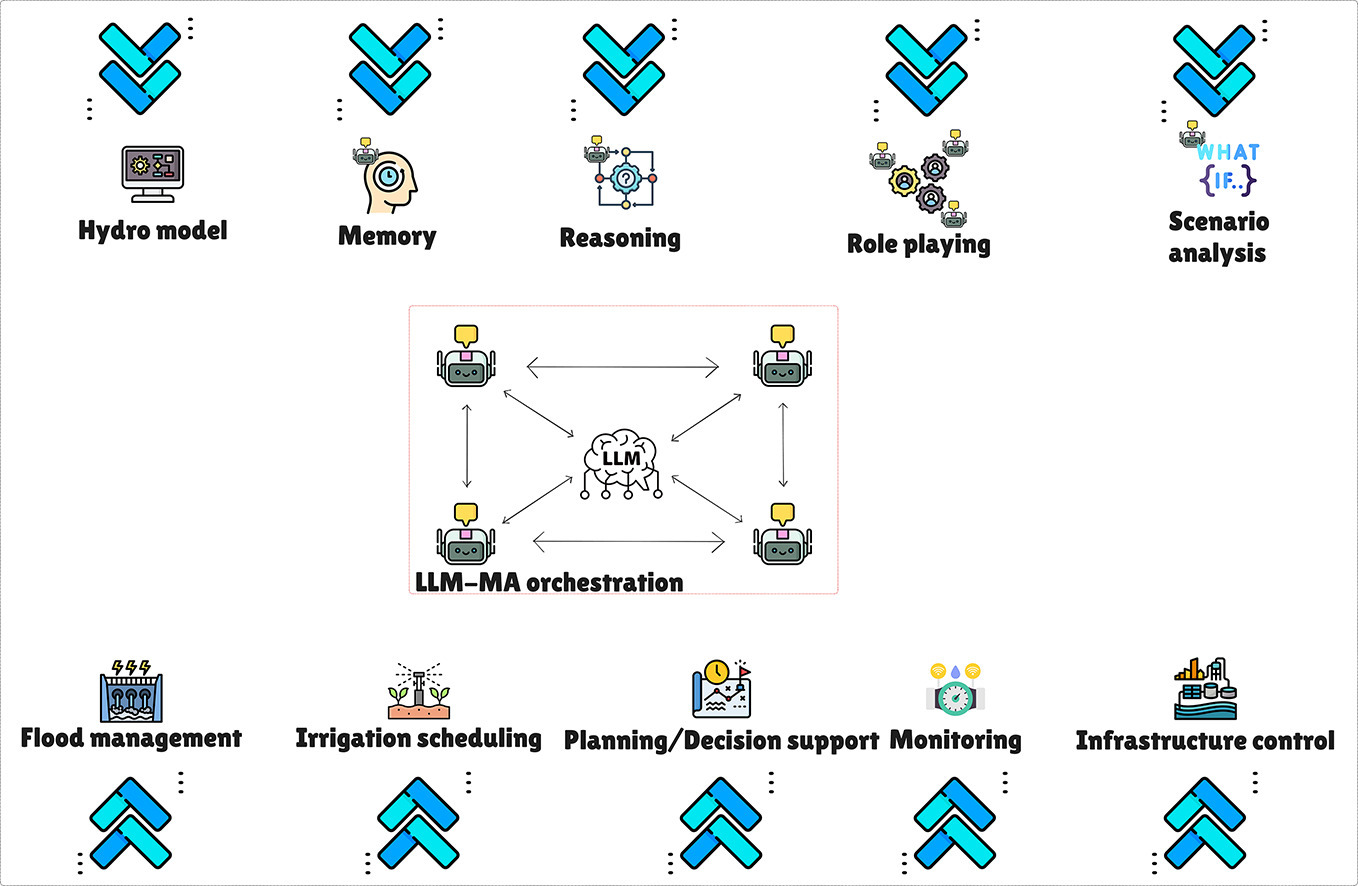 WHAT
{IF..}
Hydro model
Memory
Reasoning
Role playing
Scenario
analysis
LLM
LLM-MA orchestration
Flood management
Irrigation scheduling
Planning/Decision support
Monitoring
Infrastructure control